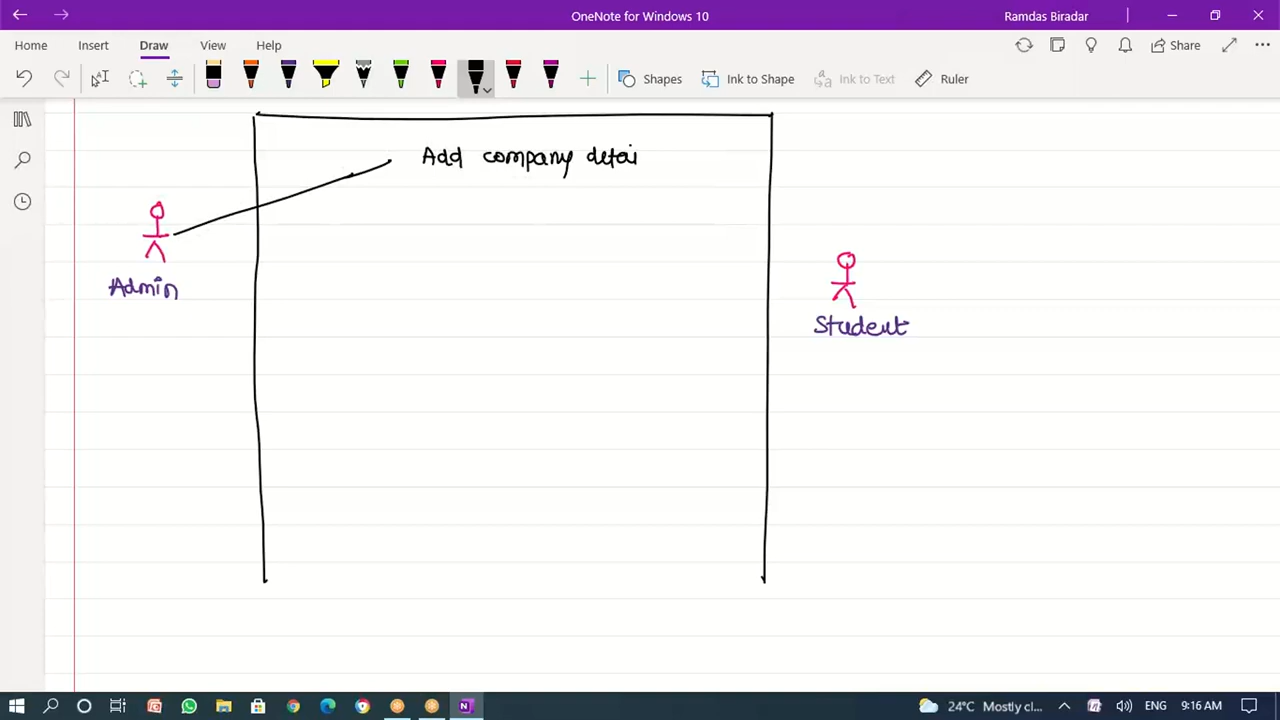 OneNote for Windows 10
Ramdas Biradar
Home Insert Draw View Help
Share
Shapes
Ink to Shape
Ink to Text
Ruler
Add company detai
Admin
Student
24°C Mostly cl...
ENG
9:16 AM